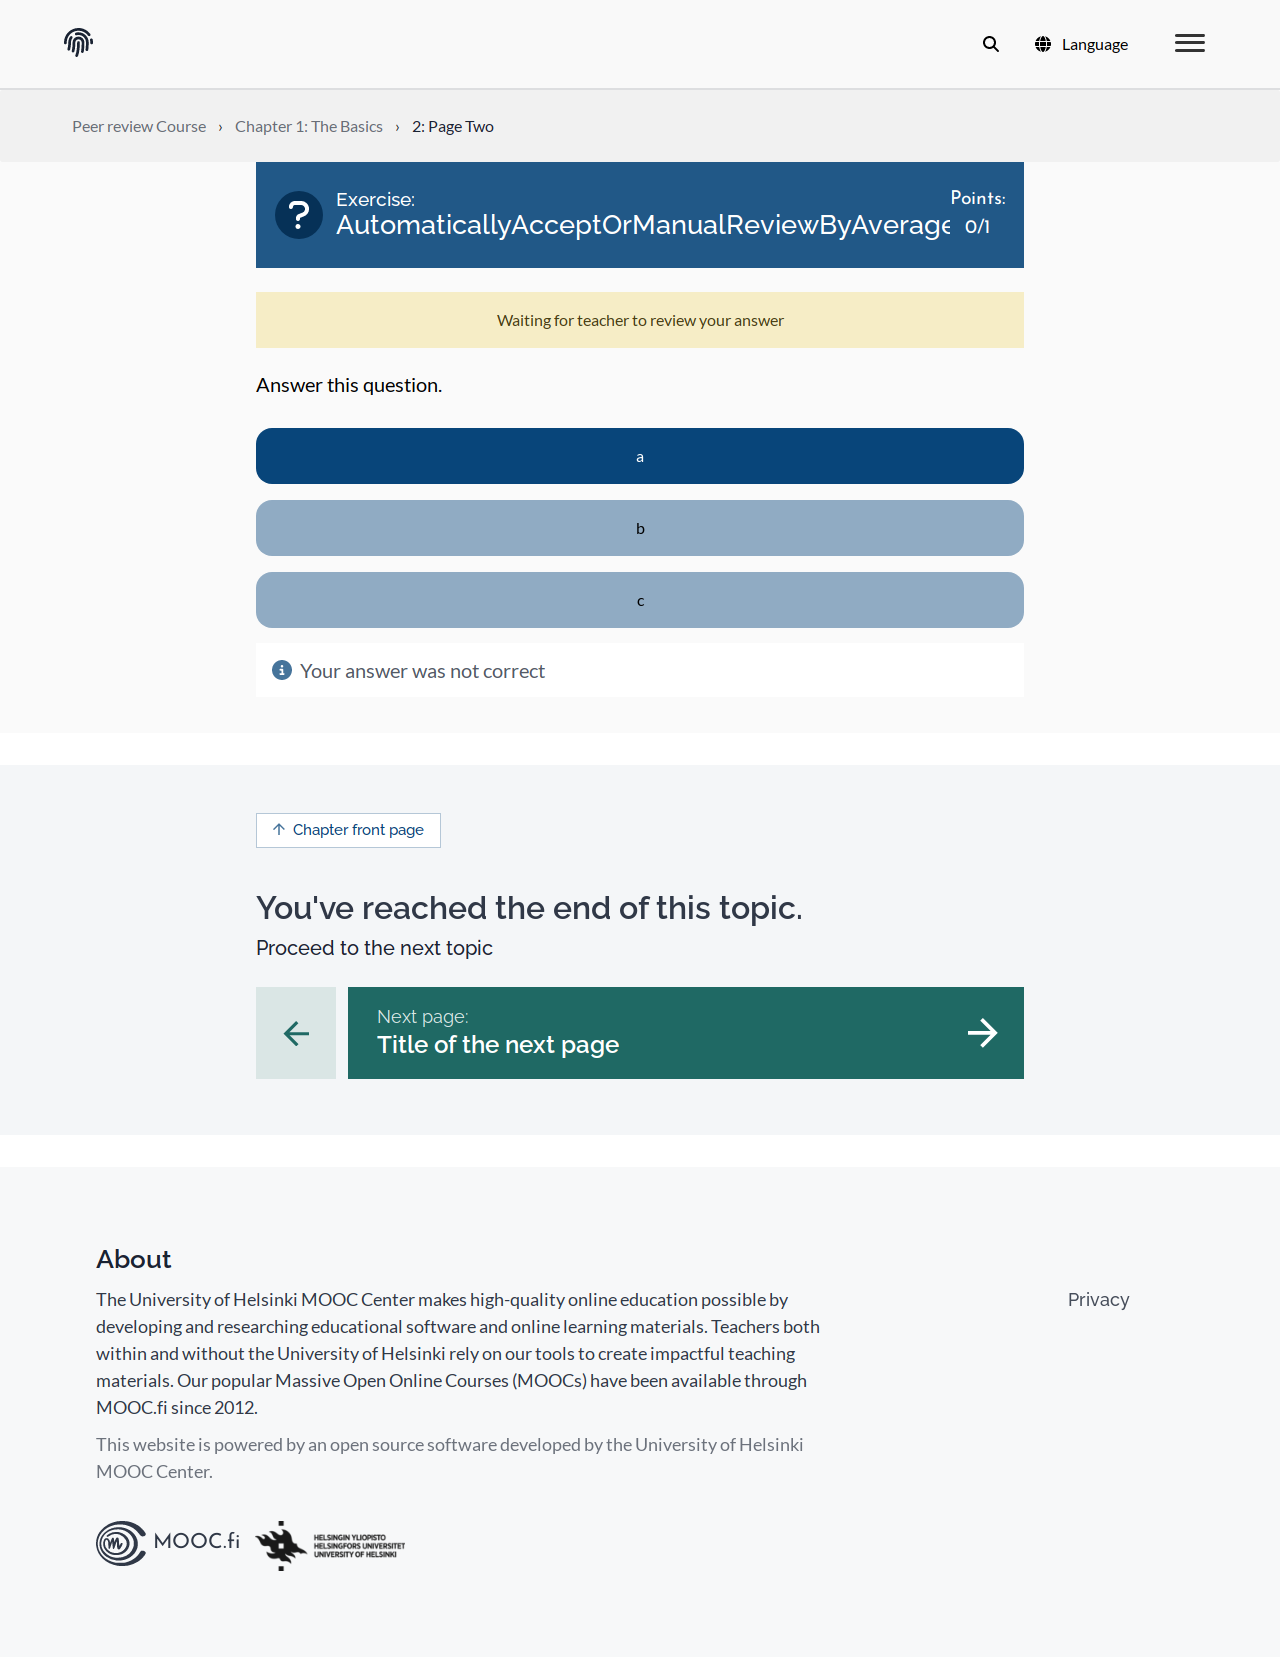 Language
Peer review Course › Chapter 1: The Basics › 2: Page Two
Exercise:
AutomaticallyAcceptOrManualReviewByAverage
Points:
0/1
Waiting for teacher to review your answer
Answer this question.
a
b
c
Your answer was not correct
Chapter front page
You've reached the end of this topic.
Proceed to the next topic
Next page:
Title of the next page
About
The University of Helsinki MOOC Center makes high-quality online education possible by
developing and researching educational software and online learning materials. Teachers both
within and without the University of Helsinki rely on our tools to create impactful teaching
materials. Our popular Massive Open Online Courses (MOOCs) have been available through
MOOC.fi since 2012.
This website is powered by an open source software developed by the University of Helsinki
MOOC Center.
Privacy
MOOC.fi
HELSINGIN YLIOPISTO
HELSINGFORS UNIVERSITET
UNIVERSITY OF HELSINKI